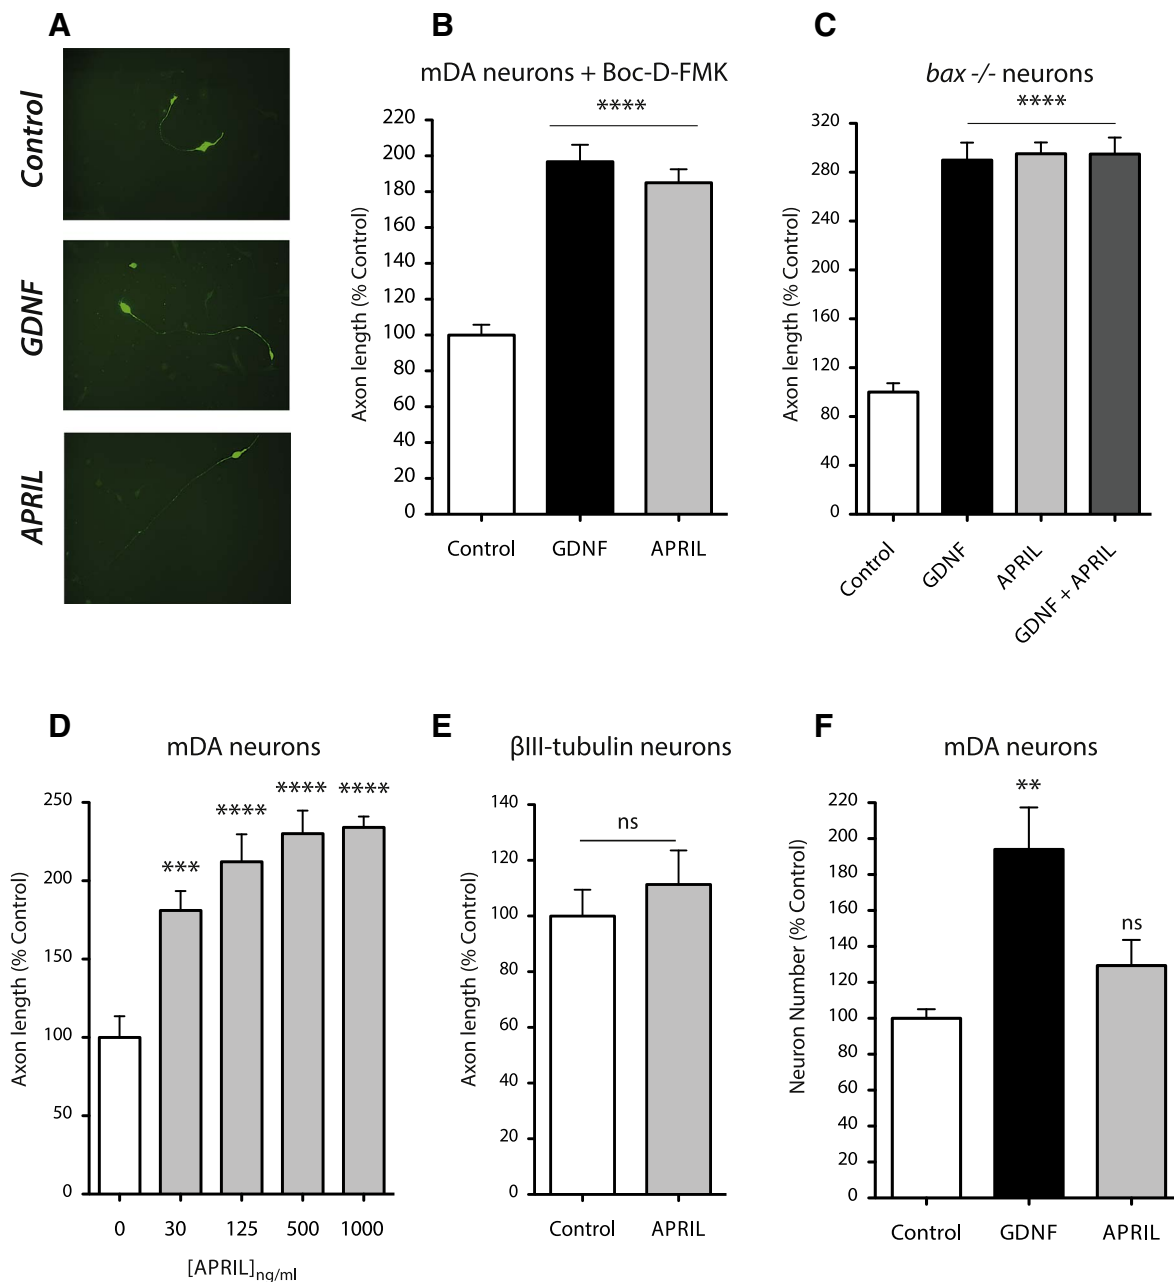 A
Control
GDNF
APRIL
B
mDA neurons + Boc-D-FMK
****
Axon length (% Control)
220
200
180
160
140
120
100
80
60
40
20
0
Control
GDNF
APRIL
C
bax -/- neurons
****
Axon length (% Control)
320
280
240
200
160
120
80
40
0
Control
GDNF
APRIL
GDNF + APRIL
D
mDA neurons
*** **** **** ****
Axon length (% Control)
250
200
150
100
50
0
0 30 125 500 1000
[APRIL]ng/ml
E
βIII-tubulin neurons
ns
Axon length (% Control)
140
120
100
80
60
40
20
0
Control
APRIL
F
mDA neurons
**
ns
Neuron Number (% Control)
220
200
180
160
140
120
100
80
60
40
20
0
Control
GDNF
APRIL